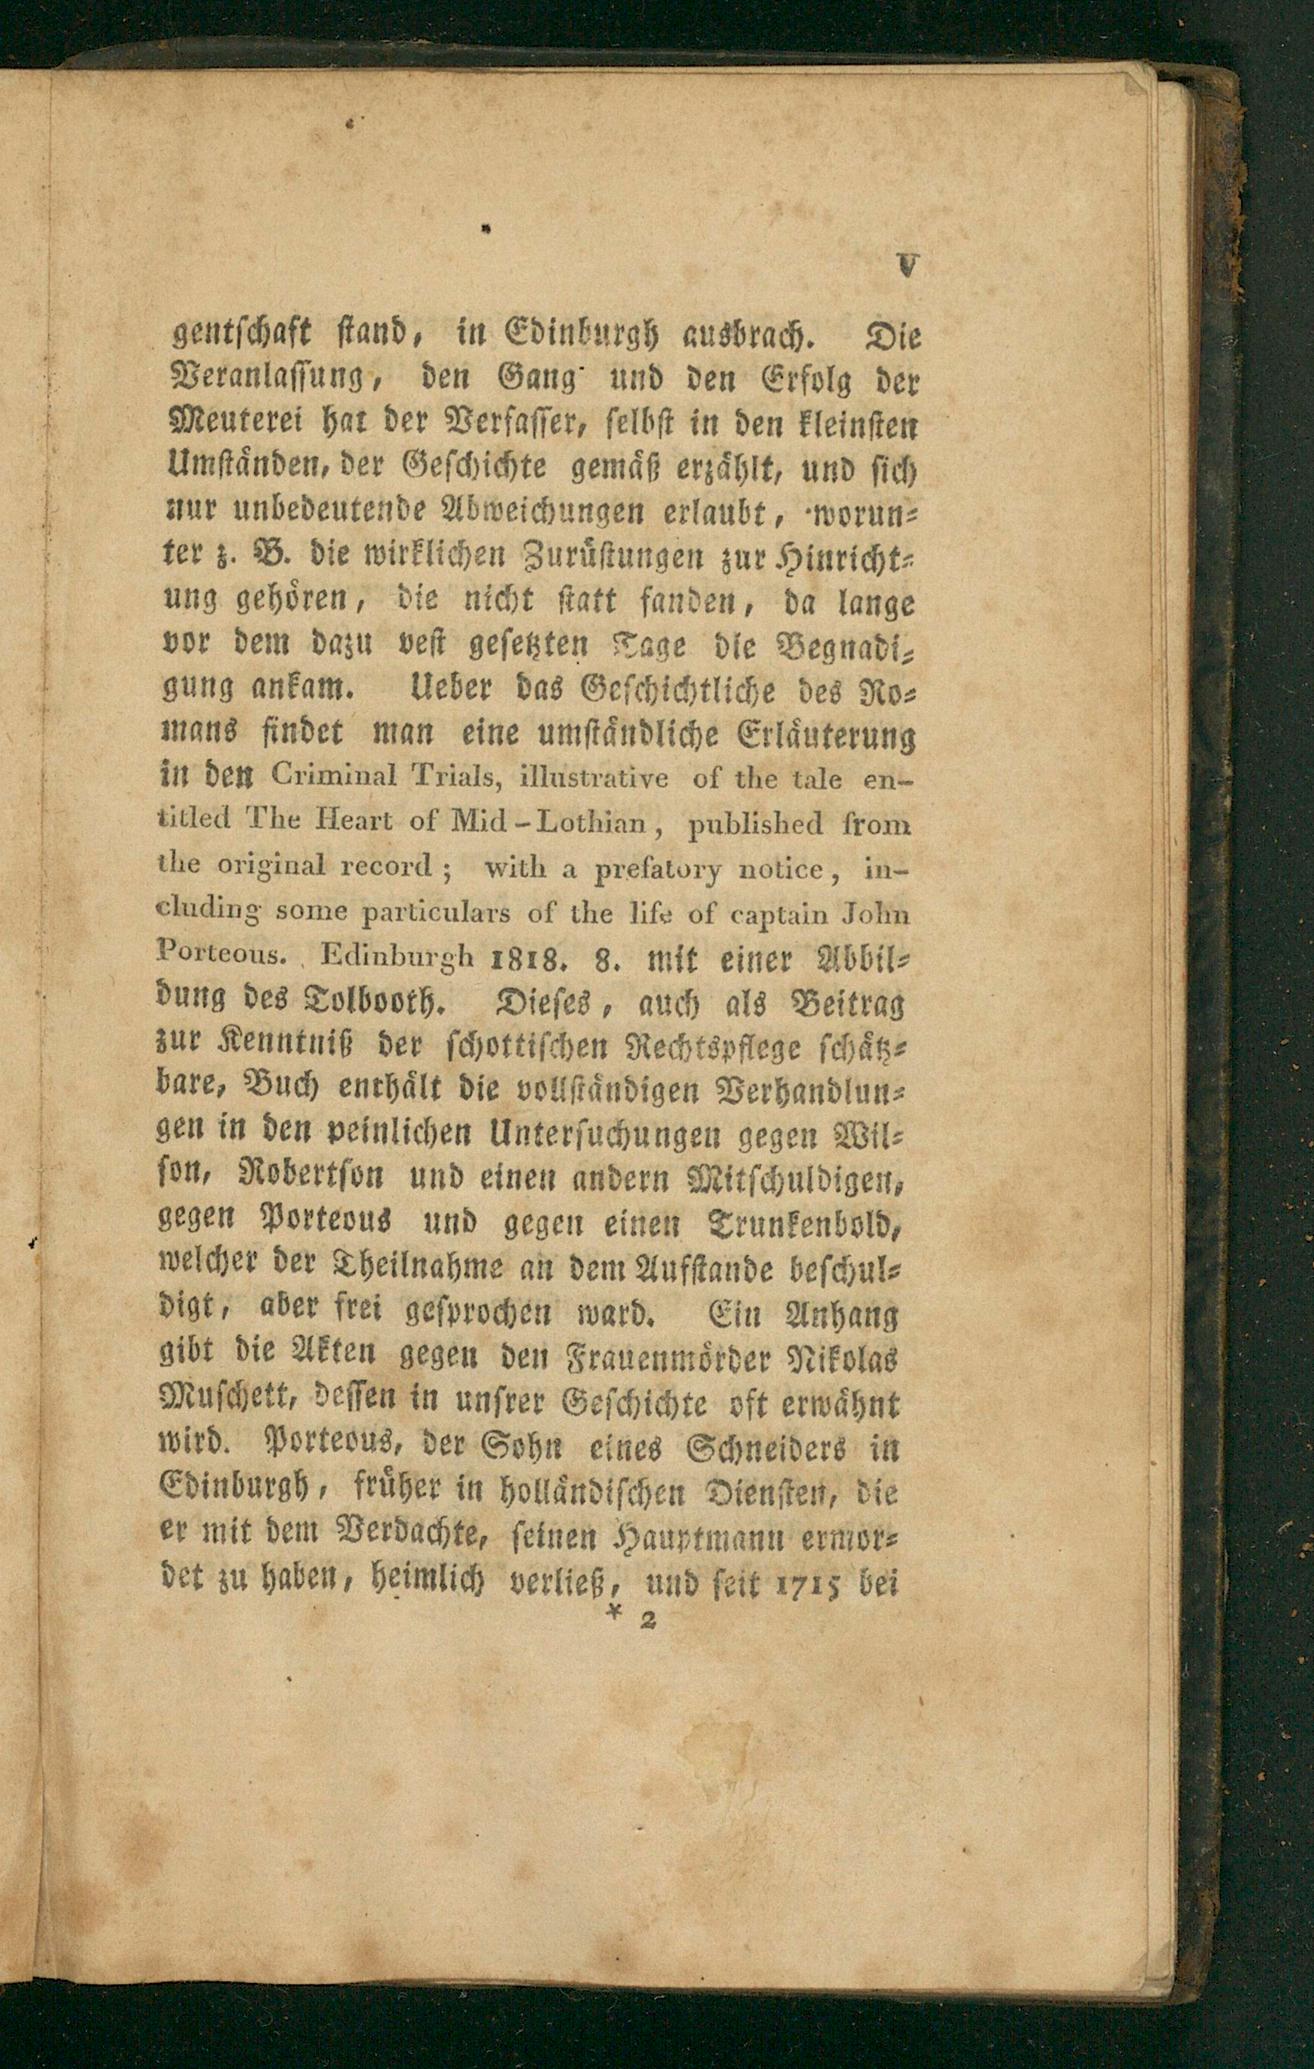 V
gentschaft stand, in Edinburgh ausbrach. Die
Veranlassung, den Gang und den Erfolg der
Meuterei hat der Verfasser, selbst in den kleinsten
Umständen, der Geschichte gemäß erzählt, und sich
nur unbedeutende Abweichungen erlaubt, worun-
ter z. B. die wirklichen Zurüstungen zur Hinricht-
ung gehören, die nicht statt fanden, da lange
vor dem dazu vest gesetzten Tage die Begnadi-
gung ankam. Ueber das Geschichtliche des Ro-
mans findet man eine umständliche Erläuterung
in den Criminal Trials, illustrative of the tale en-
titled The Heart of Mid-Lothian, published from
the original record; with a prefatory notice, in-
cluding some particulars of the life of captain John
Porteous. Edinburgh 1818. 8. mit einer Abbil-
dung des Tolbooth. Dieses, auch als Beitrag
zur Kenntniß der schottischen Rechtspflege schätz-
bare, Buch enthält die vollständigen Verhandlun-
gen in den peinlichen Untersuchungen gegen Wil-
son, Robertson und einen andern Mitschuldigen,
gegen Porteous und gegen einen Trunkenbold,
welcher der Theilnahme an dem Aufstande beschul-
digt, aber frei gesprochen ward. Ein Anhang
gibt die Akten gegen den Frauenmörder Nikolas
Muschett, dessen in unsrer Geschichte oft erwähnt
wird. Porteous, der Sohn eines Schneiders in
Edinburgh, früher in holländischen Diensten, die
er mit dem Verdachte, seinen Hauptmann ermor-
det zu haben, heimlich verließ, und seit 1715 bei
* 2